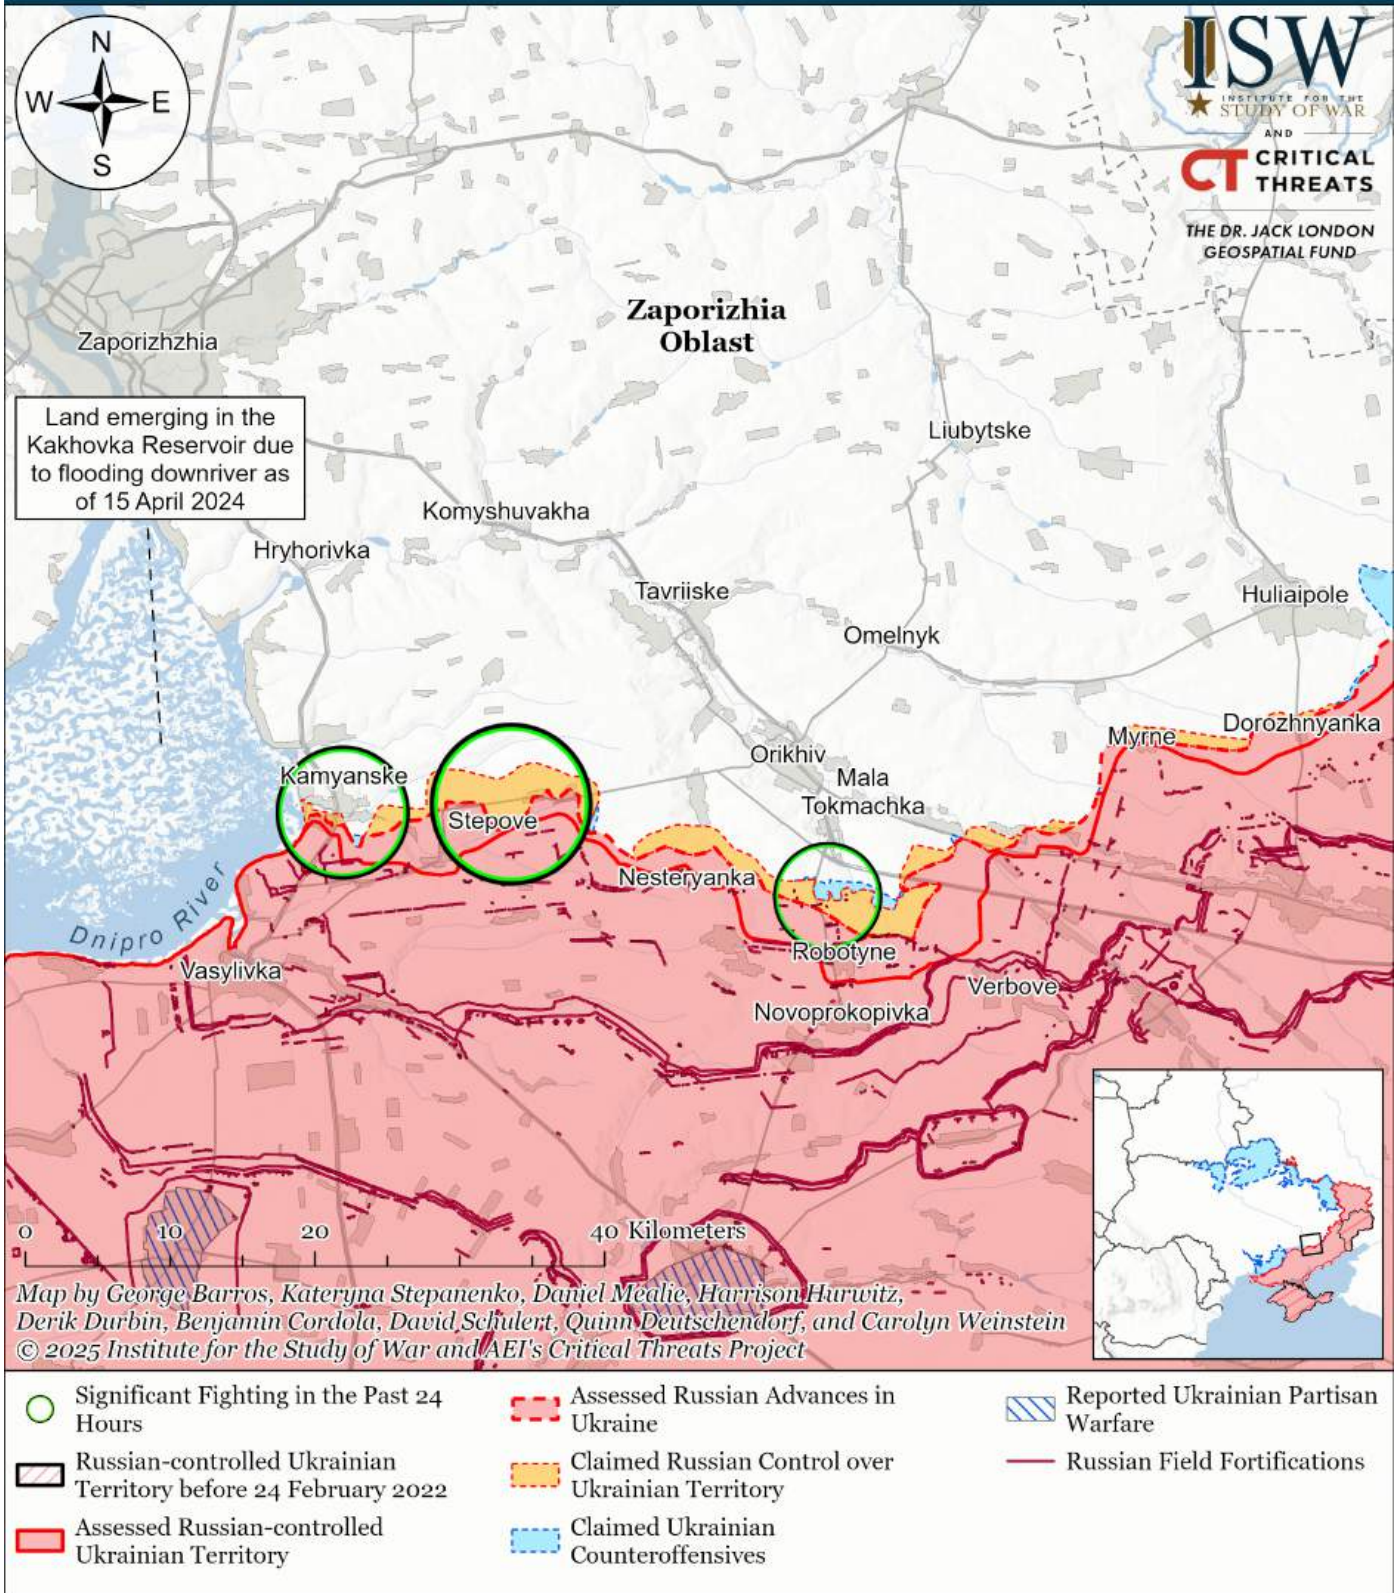 N
W
E
S
ISW
INSTITUTE FOR THE
STUDY OF WAR
AND
CT CRITICAL
THREATS
THE DR. JACK LONDON
GEOSPATIAL FUND
Zaporizhia
Oblast
Zaporizhzhia
Land emerging in the
Kakhovka Reservoir due
to flooding downriver as
of 15 April 2024
Liubytske
Komyshuvakha
Hryhorivka
Tavriiske
Huliaipole
Omelnyk
Dorozhnyanka
Myrne
Orikhiv
Kamyanske
Mala
Tokmachka
Stepove
Nesteryanka
Dnipro River
Robotyne
Vasylivka
Verbove
Novoprokopivka
0 10 20 40 Kilometers
Map by George Barros, Kateryna Stepanenko, Daniel Mealie, Harrison Hurwitz,
Derik Durbin, Benjamin Cordola, David Schulert, Quinn Deutschendorf, and Carolyn Weinstein
© 2025 Institute for the Study of War and AEI's Critical Threats Project
Significant Fighting in the Past 24
Hours
Russian-controlled Ukrainian
Territory before 24 February 2022
Assessed Russian-controlled
Ukrainian Territory
Assessed Russian Advances in
Ukraine
Claimed Russian Control over
Ukrainian Territory
Claimed Ukrainian
Counteroffensives
Reported Ukrainian Partisan
Warfare
Russian Field Fortifications